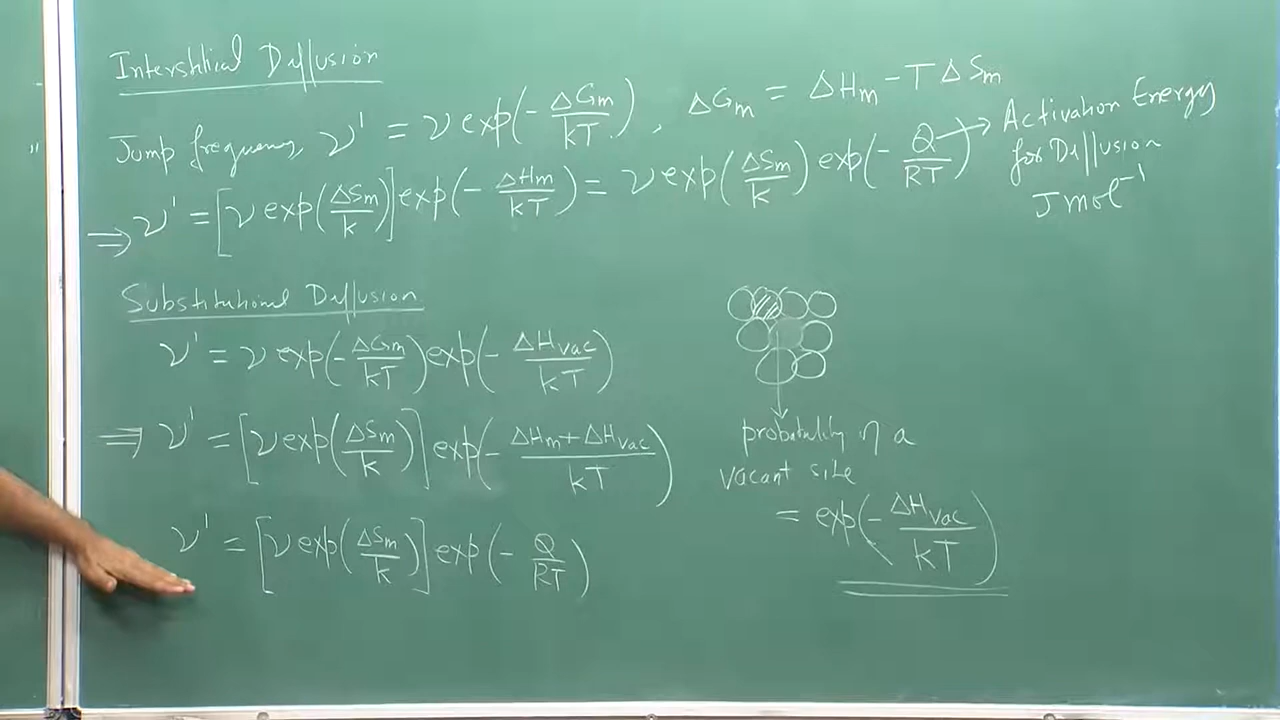 Interstitial Diffusion
Jump frequency ν' = ν exp(-ΔGm/kT), ΔGm = ΔHm - TΔSm
⇒ ν' = [ν exp(ΔSm/k)] exp(-ΔHm/kT) = ν exp(ΔSm/k) exp(-Q/RT) → Activation Energy
for Diffusion
J mol⁻¹
Substitutional Diffusion
ν' = ν exp(-ΔGm/kT) exp(-ΔHvac/kT)
⇒ ν' = [ν exp(ΔSm/k)] exp(-(ΔHm+ΔHvac)/kT)
ν' = [ν exp(ΔSm/k)] exp(-Q/RT)
probability of a
vacant site
= exp(-ΔHvac/kT)